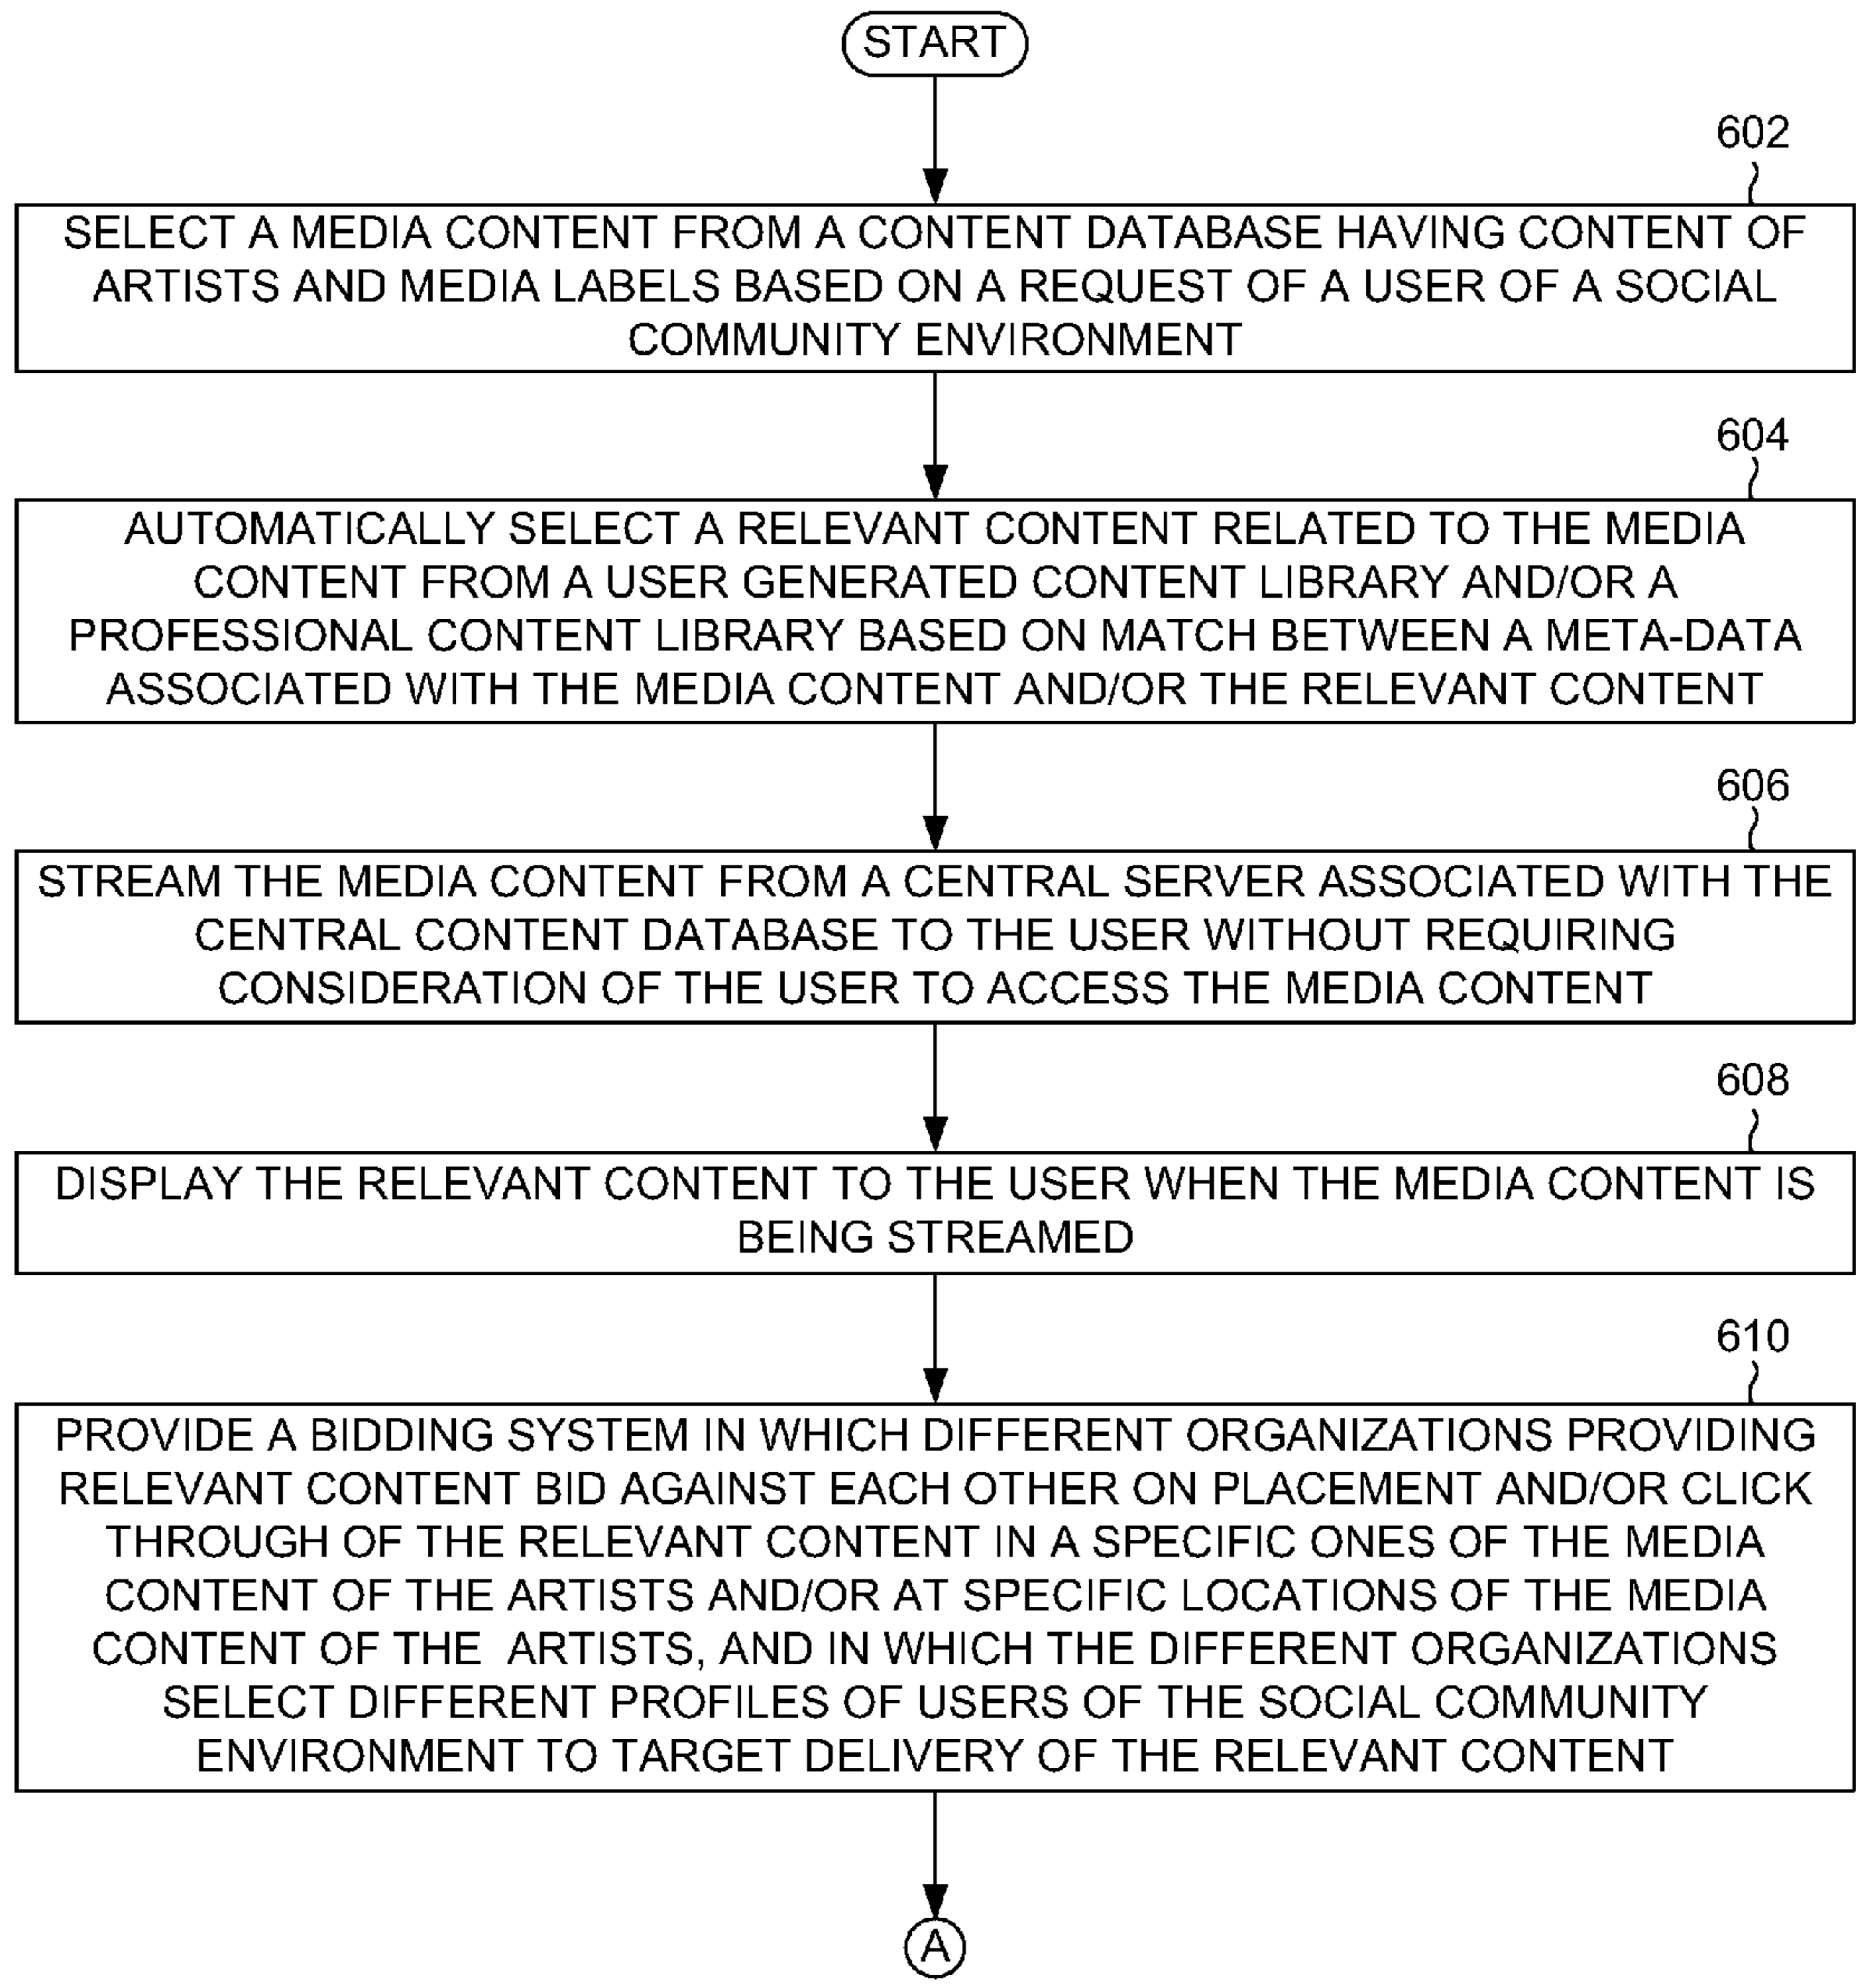 START
602
SELECT A MEDIA CONTENT FROM A CONTENT DATABASE HAVING CONTENT OF
ARTISTS AND MEDIA LABELS BASED ON A REQUEST OF A USER OF A SOCIAL
COMMUNITY ENVIRONMENT
604
AUTOMATICALLY SELECT A RELEVANT CONTENT RELATED TO THE MEDIA
CONTENT FROM A USER GENERATED CONTENT LIBRARY AND/OR A
PROFESSIONAL CONTENT LIBRARY BASED ON MATCH BETWEEN A META-DATA
ASSOCIATED WITH THE MEDIA CONTENT AND/OR THE RELEVANT CONTENT
606
STREAM THE MEDIA CONTENT FROM A CENTRAL SERVER ASSOCIATED WITH THE
CENTRAL CONTENT DATABASE TO THE USER WITHOUT REQUIRING
CONSIDERATION OF THE USER TO ACCESS THE MEDIA CONTENT
608
DISPLAY THE RELEVANT CONTENT TO THE USER WHEN THE MEDIA CONTENT IS
BEING STREAMED
610
PROVIDE A BIDDING SYSTEM IN WHICH DIFFERENT ORGANIZATIONS PROVIDING
RELEVANT CONTENT BID AGAINST EACH OTHER ON PLACEMENT AND/OR CLICK
THROUGH OF THE RELEVANT CONTENT IN A SPECIFIC ONES OF THE MEDIA
CONTENT OF THE ARTISTS AND/OR AT SPECIFIC LOCATIONS OF THE MEDIA
CONTENT OF THE ARTISTS, AND IN WHICH THE DIFFERENT ORGANIZATIONS
SELECT DIFFERENT PROFILES OF USERS OF THE SOCIAL COMMUNITY
ENVIRONMENT TO TARGET DELIVERY OF THE RELEVANT CONTENT
A